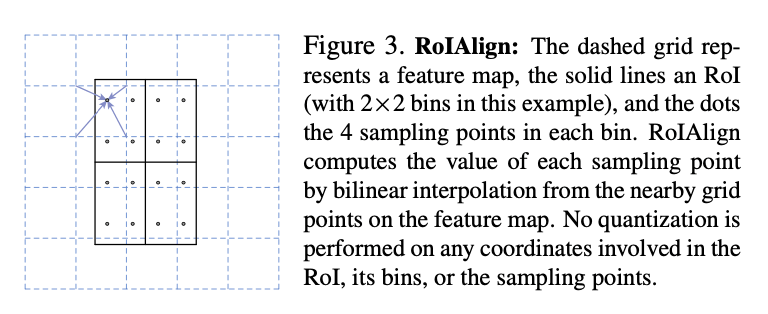 Figure 3. RoIAlign: The dashed grid rep-
resents a feature map, the solid lines an RoI
(with 2×2 bins in this example), and the dots
the 4 sampling points in each bin. RoIAlign
computes the value of each sampling point
by bilinear interpolation from the nearby grid
points on the feature map. No quantization is
performed on any coordinates involved in the
RoI, its bins, or the sampling points.